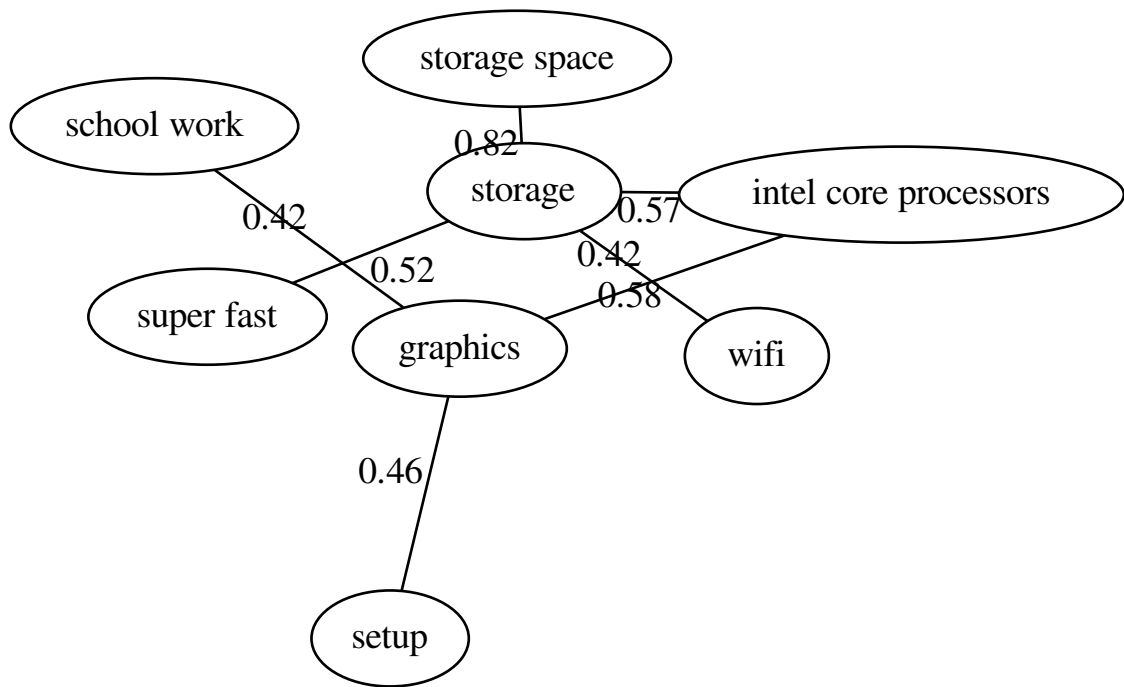 storage space
school work
0.82
storage
intel core processors
0.57
0.42
0.42
0.52
0.58
super fast
graphics
wifi
0.46
setup